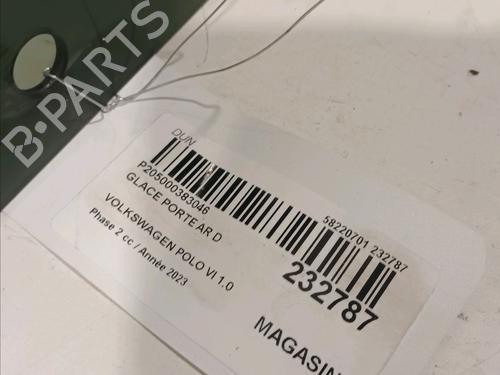 B-PARTS
DUN
P205000383046
58220701 232787
GLACE PORTE AR D
232787
VOLKSWAGEN POLO VI 1.0
Phase 2 cc / Année 2023
MAGASIN